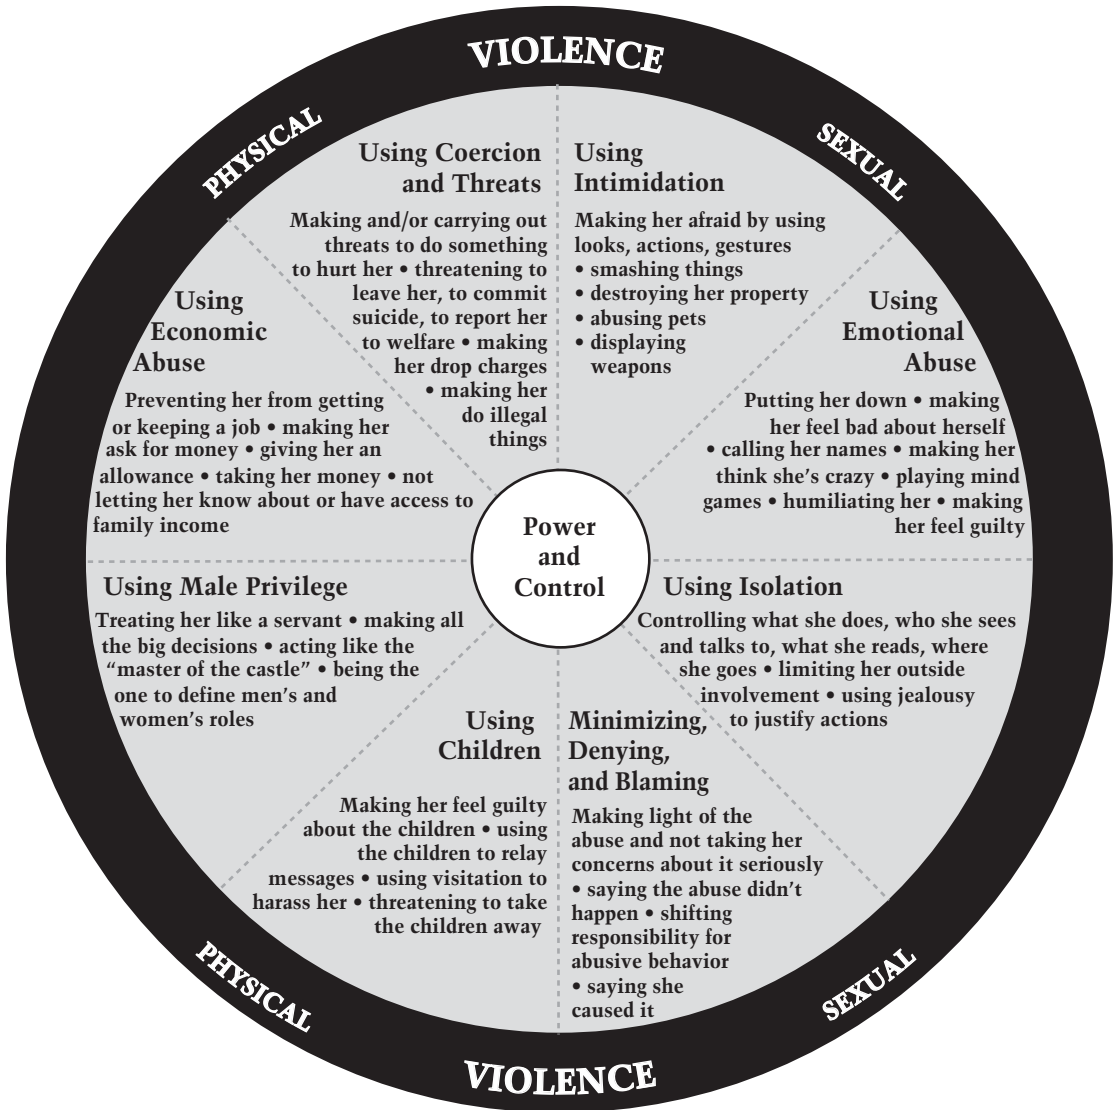 VIOLENCE
PHYSICAL
SEXUAL
Using Coercion
and Threats
Making and/or carrying out
threats to do something
to hurt her • threatening to
leave her, to commit
suicide, to report her
to welfare • making
her drop charges
• making her
do illegal
things
Using
Intimidation
Making her afraid by using
looks, actions, gestures
• smashing things
• destroying her property
• abusing pets
• displaying
weapons
Using
Economic
Abuse
Preventing her from getting
or keeping a job • making her
ask for money • giving her an
allowance • taking her money • not
letting her know about or have access to
family income
Using
Emotional
Abuse
Putting her down • making
her feel bad about herself
• calling her names • making her
think she’s crazy • playing mind
games • humiliating her • making
her feel guilty
Power
and
Control
Using Male Privilege
Treating her like a servant • making all
the big decisions • acting like the
“master of the castle” • being the
one to define men’s and
women’s roles
Using Isolation
Controlling what she does, who she sees
and talks to, what she reads, where
she goes • limiting her outside
involvement • using jealousy
to justify actions
Using
Children
Making her feel guilty
about the children • using
the children to relay
messages • using visitation to
harass her • threatening to take
the children away
Minimizing,
Denying,
and Blaming
Making light of the
abuse and not taking her
concerns about it seriously
• saying the abuse didn’t
happen • shifting
responsibility for
abusive behavior
• saying she
caused it
PHYSICAL
SEXUAL
VIOLENCE